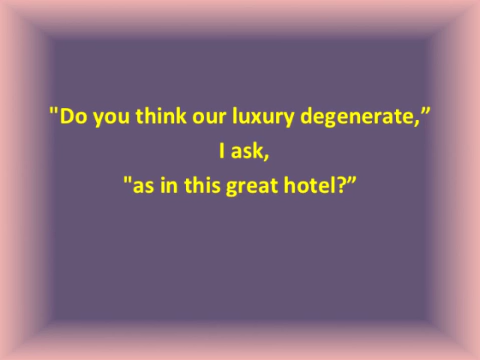 "Do you think our luxury degenerate,”
I ask,
"as in this great hotel?”